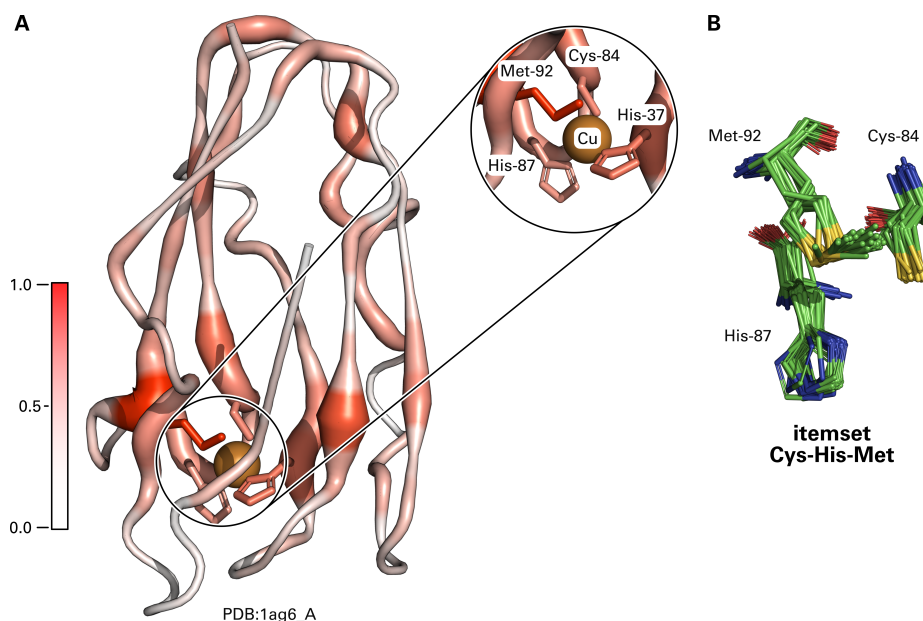 A
Cys-84
Met-92
His-37
Cu
His-87
1.0
0.5
0.0
PDB:1ag6_A
B
Met-92
Cys-84
His-87
itemset
Cys-His-Met